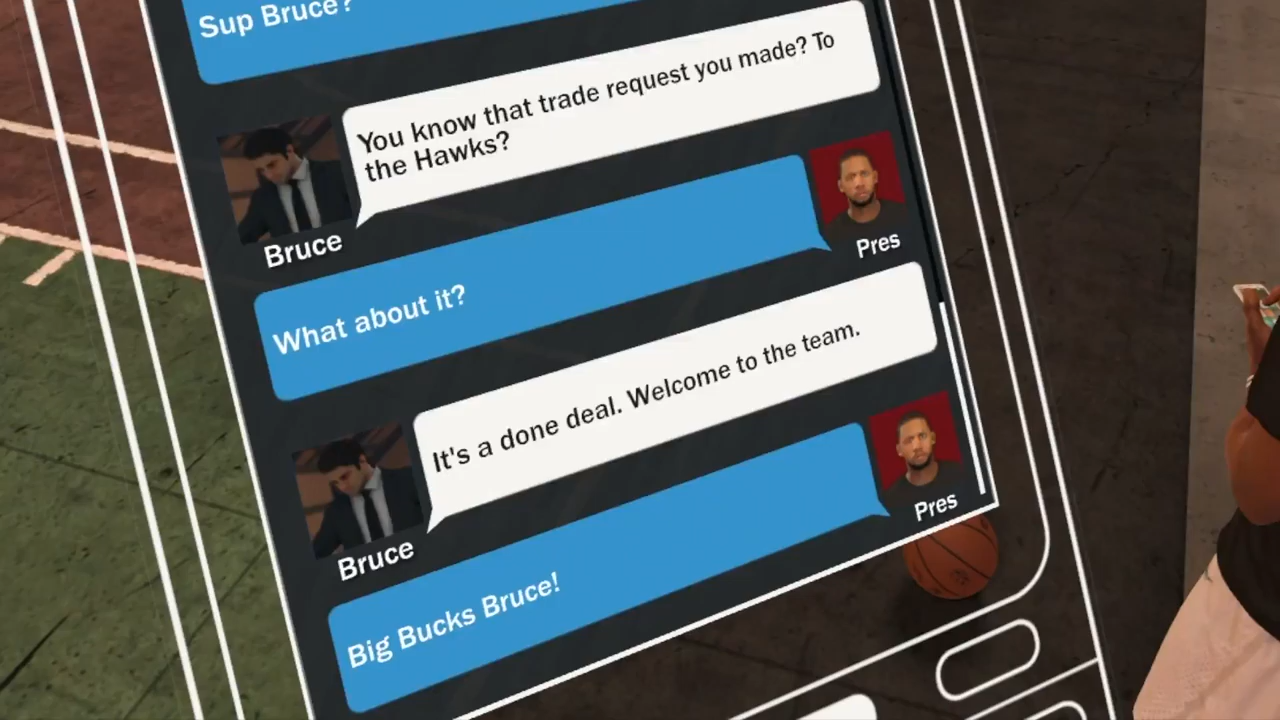 Sup Bruce?
You know that trade request you made? To
the Hawks?
Bruce
Pres
What about it?
It's a done deal. Welcome to the team.
Bruce
Pres
Big Bucks Bruce!